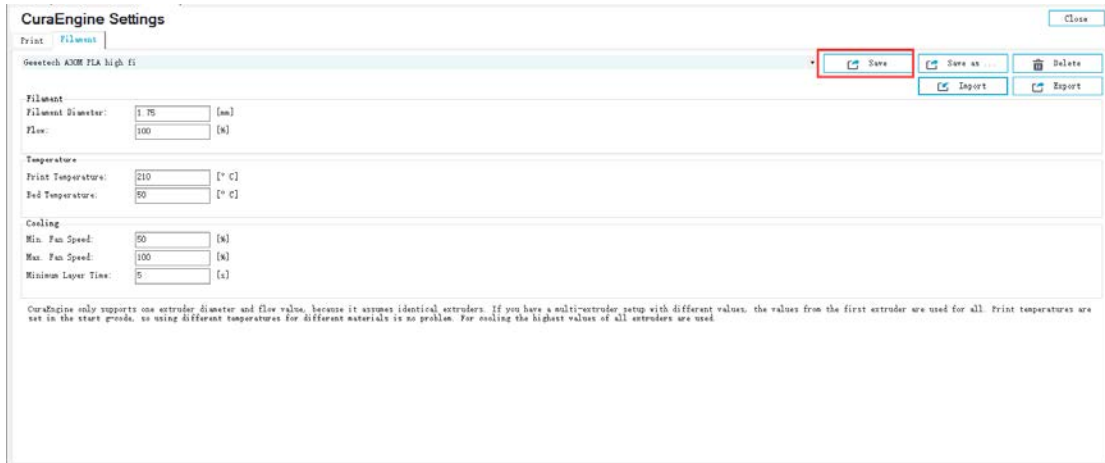 CuraEngine Settings
Close
Print Filament
Geeetech A30M PLA high fi
Save
Save as ...
Delete
Import
Export
Filament
Filament Diameter: 1.75 [mm]
Flow: 100 [%]
Temperature
Print Temperature: 210 [° C]
Bed Temperature: 50 [° C]
Cooling
Min. Fan Speed: 50 [%]
Max. Fan Speed: 100 [%]
Minimum Layer Time: 5 [s]
CuraEngine only supports one extruder diameter and flow value, because it assumes identical extruders. If you have a multi-extruder setup with different values, the values from the first extruder are used for all. Print temperatures are
set in the start g-code, so using different temperatures for different materials is no problem. For cooling the highest values of all extruders are used.